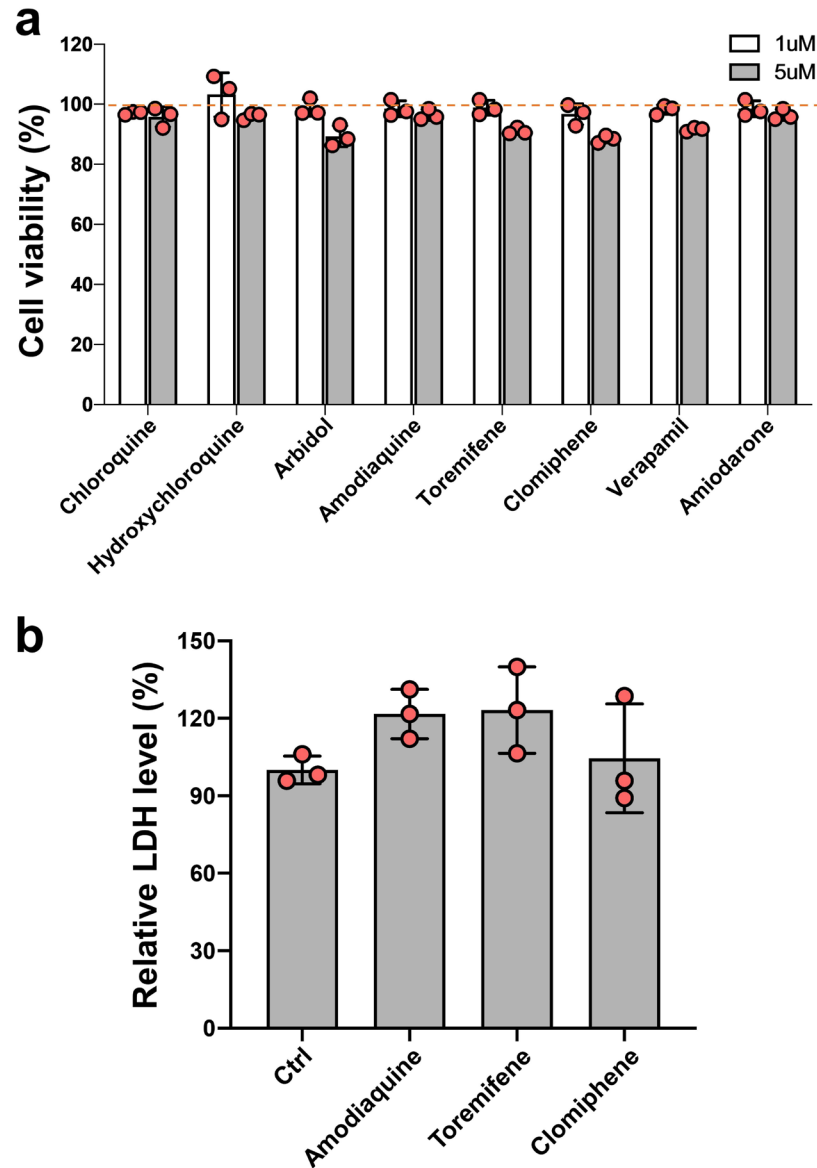 a
Cell viability (%)
120
100
80
60
40
20
0
1uM
5uM
Chloroquine
Hydroxychloroquine
Arbidol
Amodiaquine
Toremifene
Clomiphene
Verapamil
Amiodarone
b
Relative LDH level (%)
150
120
90
60
30
0
Ctrl
Amodiaquine
Toremifene
Clomiphene